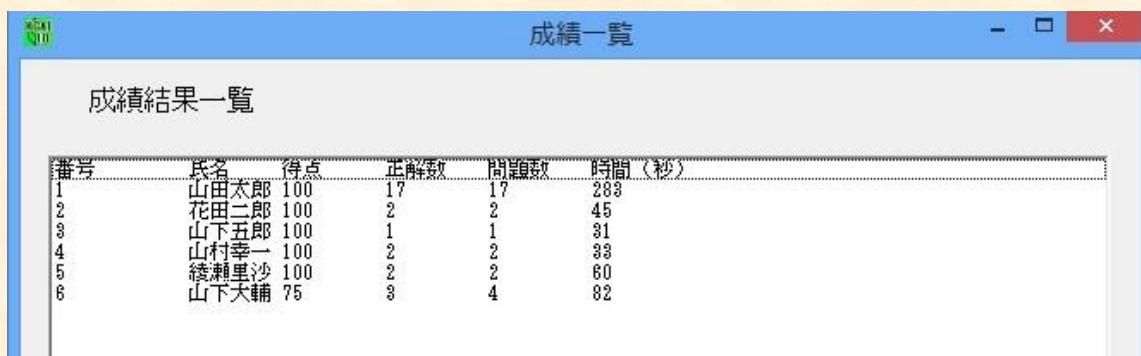 成績一覧
成績結果一覧
番号 氏名 得点 正解数 問題数 時間（秒）
1 山田太郎 100 17 17 283
2 花田二郎 100 2 2 45
3 山下五郎 100 1 1 31
4 山村幸一 100 2 2 33
5 綾瀬里沙 100 2 2 60
6 山下大輔 75 3 4 82